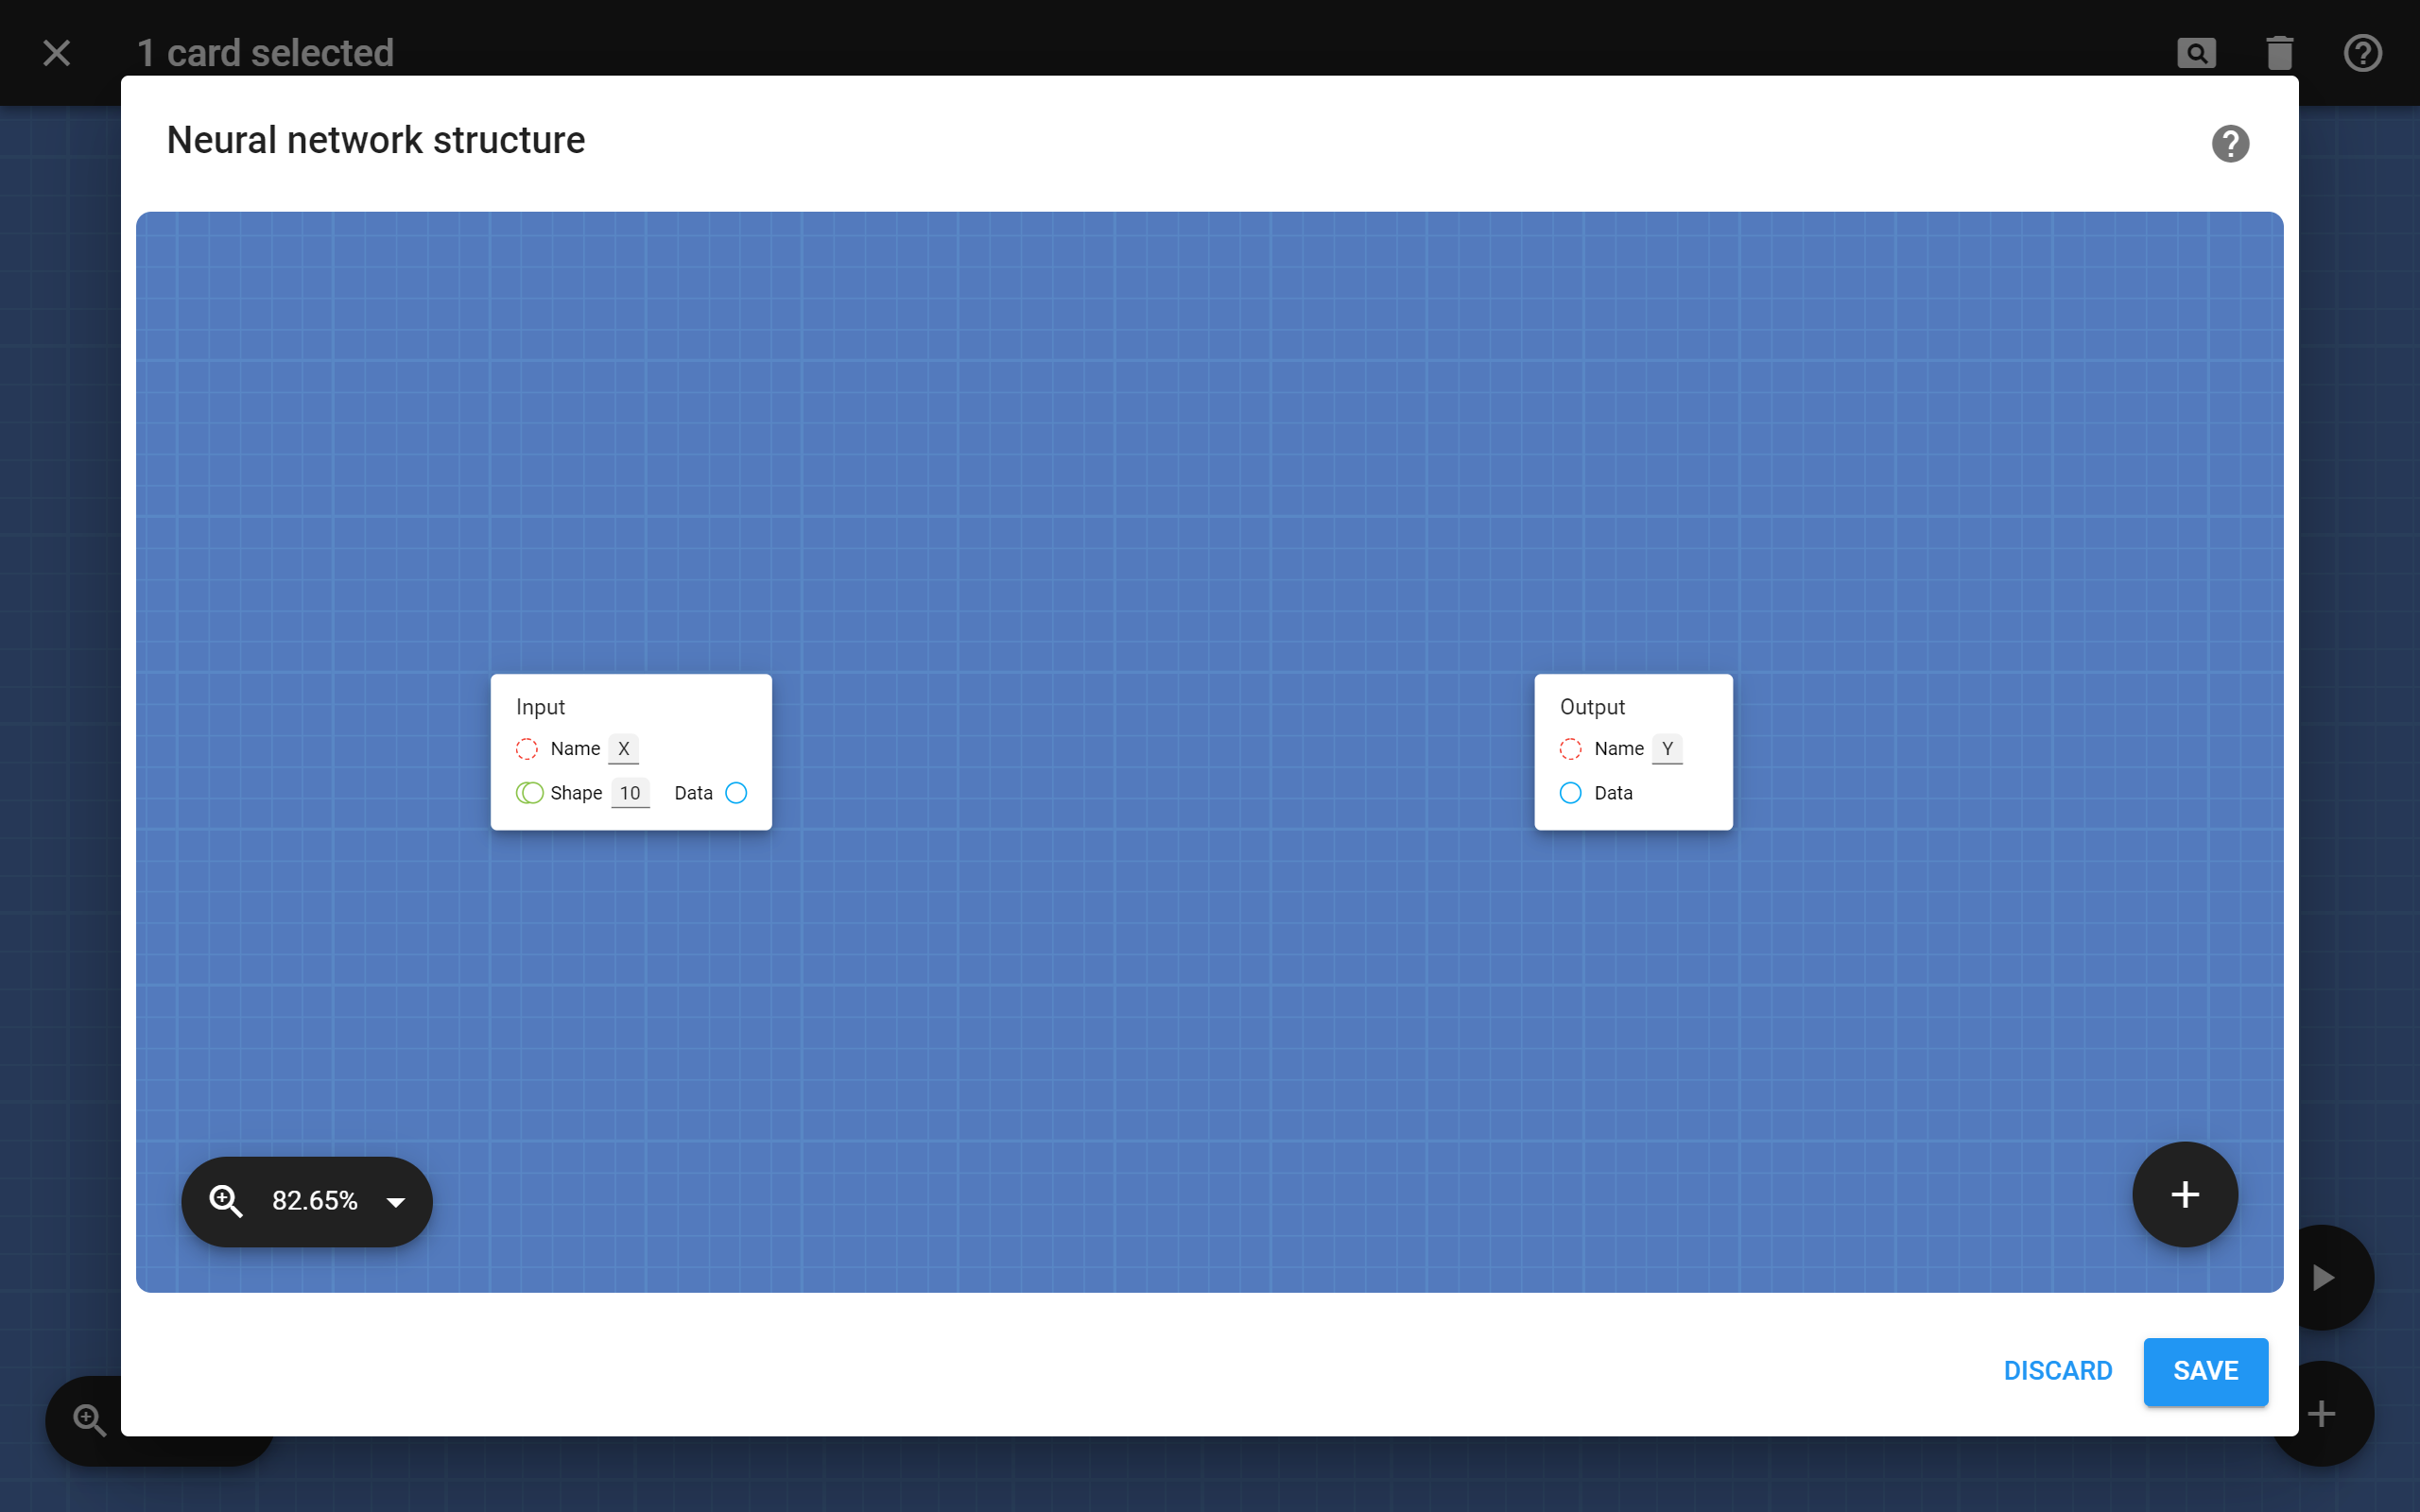 1 card selected
Neural network structure
Input
Name X
Shape 10 Data
Output
Name Y
Data
82.65%
DISCARD SAVE